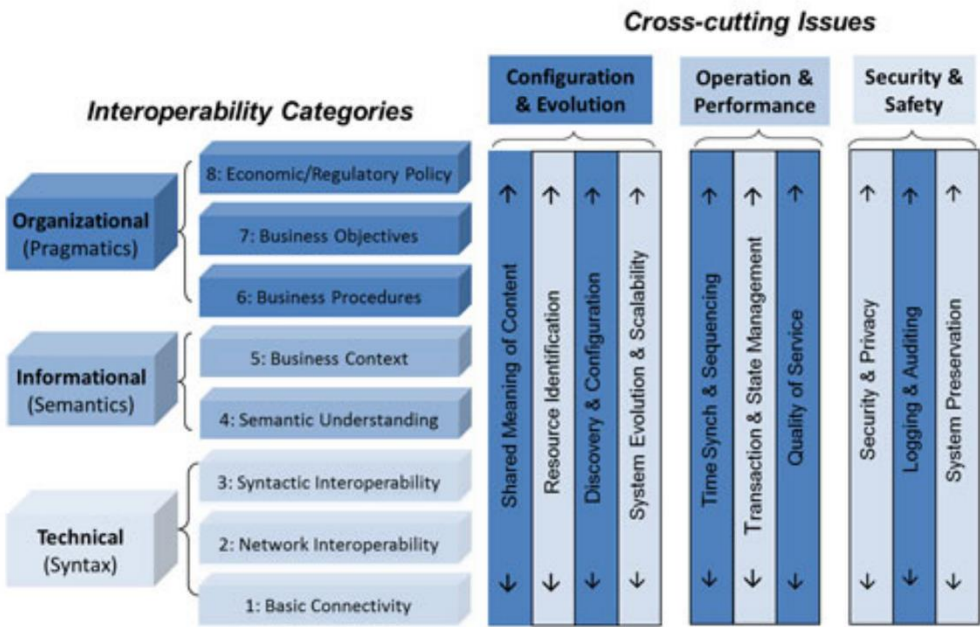 Cross-cutting Issues
Configuration
& Evolution
Operation &
Performance
Security &
Safety
Interoperability Categories
Organizational
(Pragmatics)
8: Economic/Regulatory Policy
7: Business Objectives
6: Business Procedures
Informational
(Semantics)
5: Business Context
4: Semantic Understanding
Technical
(Syntax)
3: Syntactic Interoperability
2: Network Interoperability
1: Basic Connectivity
Shared Meaning of Content
Resource Identification
Discovery & Configuration
System Evolution & Scalability
Time Synch & Sequencing
Transaction & State Management
Quality of Service
Security & Privacy
Logging & Auditing
System Preservation